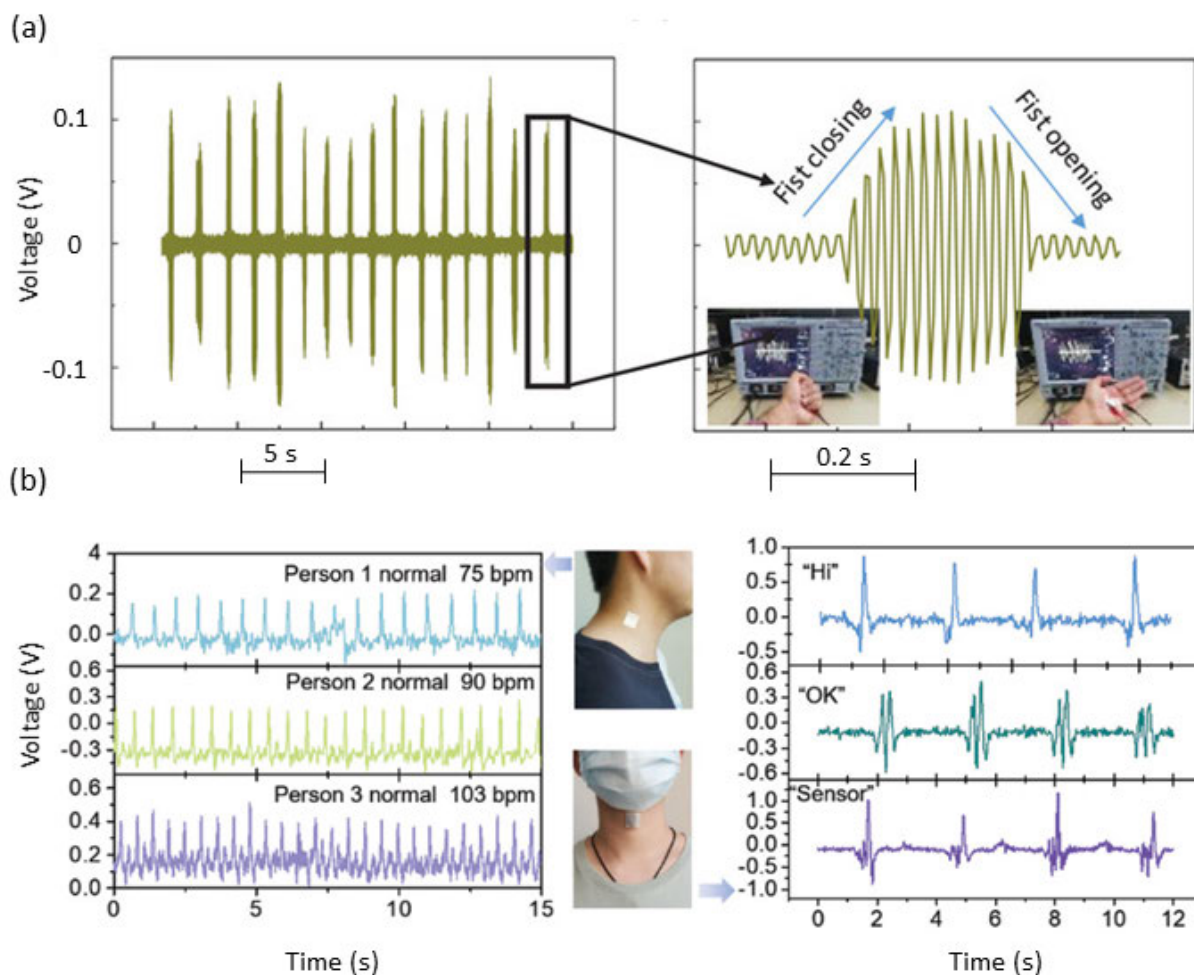 (a)
Voltage (V)
0.1
0
-0.1
5 s
Fist closing
Fist opening
0.2 s
(b)
Voltage (V)
4
0.2
0.0
Person 1 normal 75 bpm
0.6
0.3
0.0
-0.3
Person 2 normal 90 bpm
0.6
0.4
0.2
0.0
Person 3 normal 103 bpm
0 5 10 15
Time (s)
1.0
0.5
0.0
-0.5
“Hi”
0.6
0.3
0.0
-0.3
-0.6
“OK”
1.0
0.5
0.0
-0.5
-1.0
“Sensor”
0 2 4 6 8 10 12
Time (s)